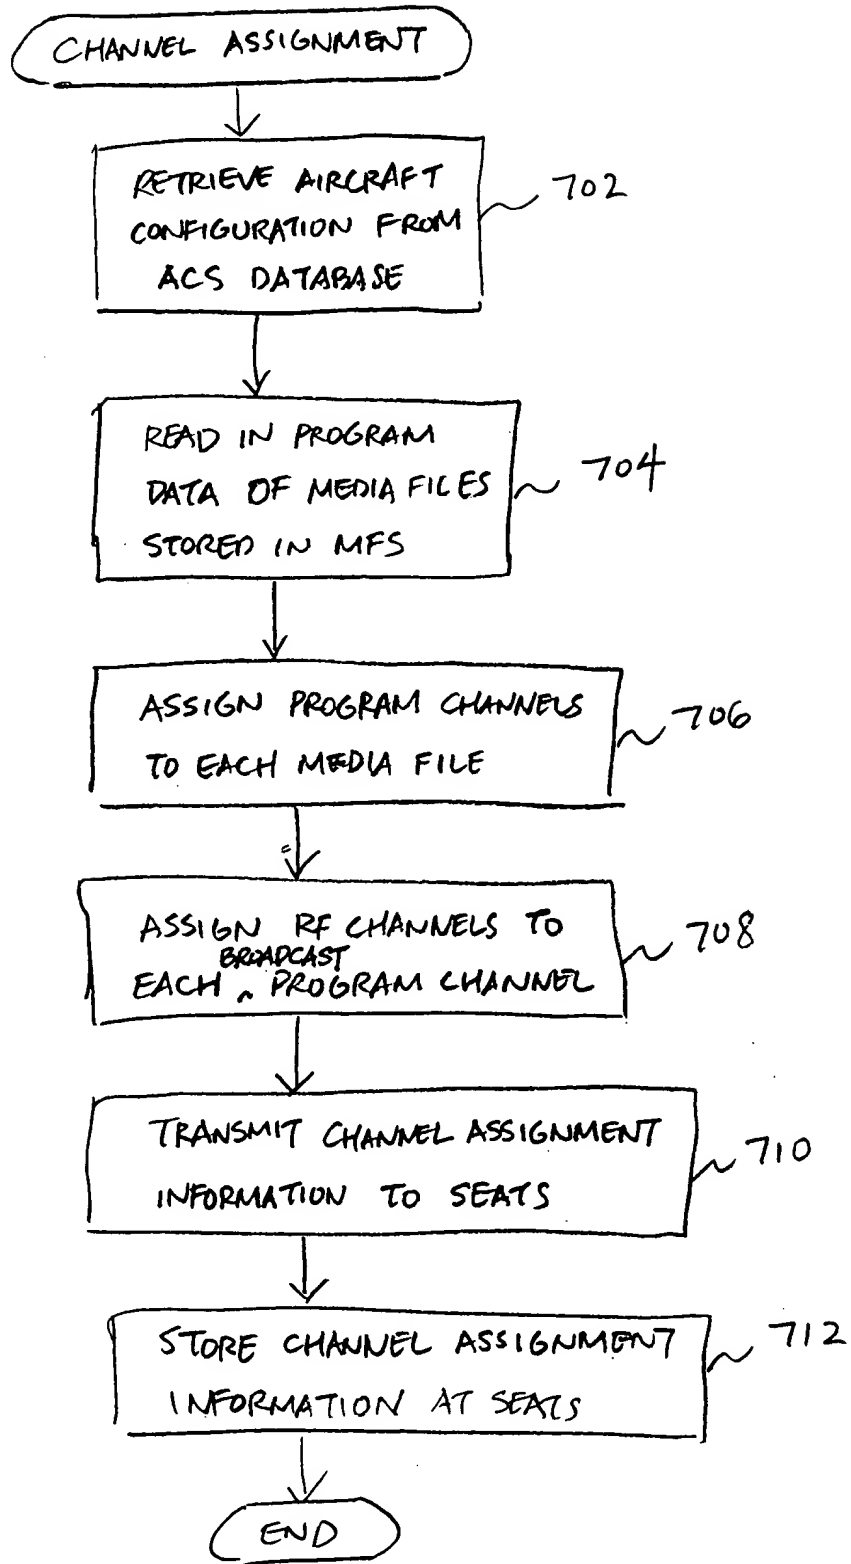 CHANNEL ASSIGNMENT
RETRIEVE AIRCRAFT
CONFIGURATION FROM
ACS DATABASE
702
READ IN PROGRAM
DATA OF MEDIA FILES
STORED IN MFS
704
ASSIGN PROGRAM CHANNELS
TO EACH MEDIA FILE
706
ASSIGN RF CHANNELS TO
BROADCAST
EACH ^ PROGRAM CHANNEL
708
TRANSMIT CHANNEL ASSIGNMENT
INFORMATION TO SEATS
710
STORE CHANNEL ASSIGNMENT
INFORMATION AT SEATS
712
END